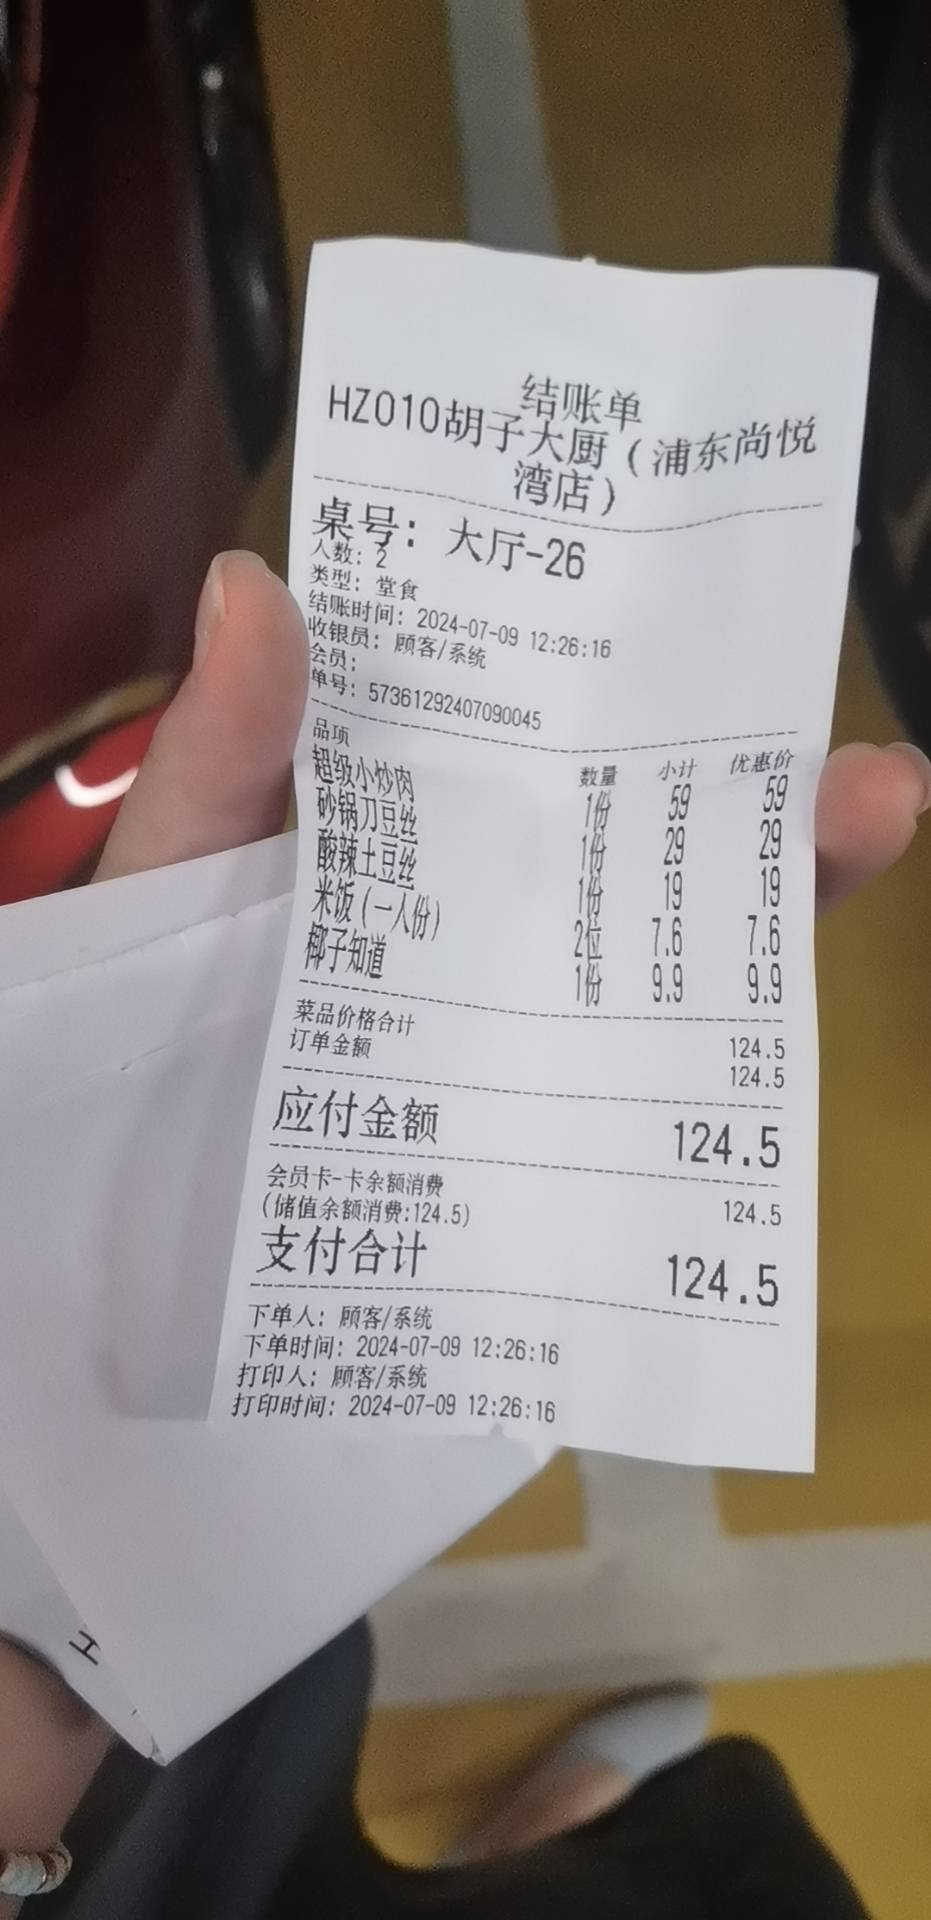 结账单
HZ010胡子大厨（浦东尚悦
湾店）
桌号：大厅-26
人数：2
类型：堂食
结账时间：2024-07-09 12:26:16
收银员：顾客/系统
会员：
单号：57361292407090045
品项 数量 小计 优惠价
超级小炒肉 1份 59 59
砂锅刀豆丝 1份 29 29
酸辣土豆丝 1份 19 19
米饭(一人份) 2位 7.6 7.6
椰子知道 1份 9.9 9.9
菜品价格合计 124.5
订单金额 124.5
应付金额 124.5
会员卡-卡余额消费 124.5
(储值余额消费:124.5)
支付合计 124.5
下单人：顾客/系统
下单时间：2024-07-09 12:26:16
打印人：顾客/系统
打印时间：2024-07-09 12:26:16
H